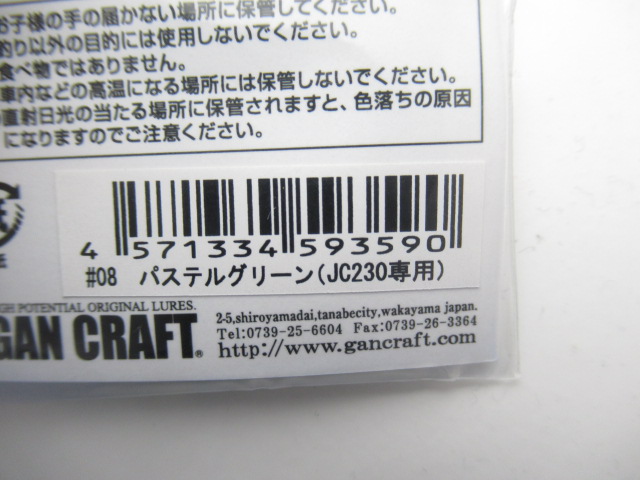 お子様の手の届かない場所に保管してください。
釣り以外の目的には使用しないでください。
食べ物ではありません。
車内などの高温になる場所には保管しないでください。
直射日光の当たる場所に保管されますと、色落ちの原因
になりますのでご注意ください。
4 571334 593590
#08 パステルグリーン(JC230専用)
HIGH POTENTIAL ORIGINAL LURES.
GAN CRAFT®
2-5,shiroyamadai,tanabecity,wakayama japan.
Tel:0739-25-6604 Fax:0739-26-3364
http://www.gancraft.com